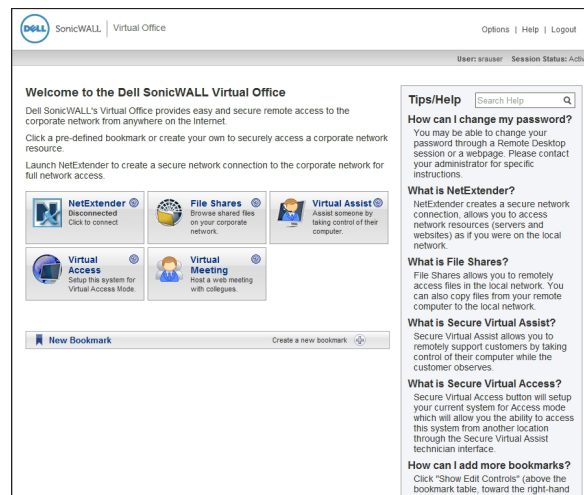 DELL SonicWALL | Virtual Office
Options | Help | Logout
User: srauser Session Status: Activ
Welcome to the Dell SonicWALL Virtual Office
Dell SonicWALL's Virtual Office provides easy and secure remote access to the
corporate network from anywhere on the Internet.
Click a pre-defined bookmark or create your own to securely access a corporate network
resource.
Launch NetExtender to create a secure network connection to the corporate network for
full network access.
NetExtender
Disconnected
Click to connect
File Shares
Browse shared files
on your corporate
network.
Virtual Assist
Assist someone by
taking control of their
computer.
Virtual
Access
Setup this system for
Virtual Access Mode.
Virtual
Meeting
Host a web meeting
with collegues.
New Bookmark
Create a new bookmark
Tips/Help
Search Help
How can I change my password?
You may be able to change your
password through a Remote Desktop
session or a webpage. Please contact
your administrator for specific
instructions.
What is NetExtender?
NetExtender creates a secure network
connection, allows you to access
network resources (servers and
websites) as if you were on the local
network.
What is File Shares?
File Shares allows you to remotely
access files in the local network. You
can also copy files from your remote
computer to the local network.
What is Secure Virtual Assist?
Secure Virtual Assist allows you to
remotely support customers by taking
control of their computer while the
customer observes.
What is Secure Virtual Access?
Secure Virtual Access button will setup
your current system for Access mode
which will allow you the ability to access
this system from another location
through the Secure Virtual Assist
technician interface.
How can I add more bookmarks?
Click "Show Edit Controls" (above the
bookmark table, toward the right-hand